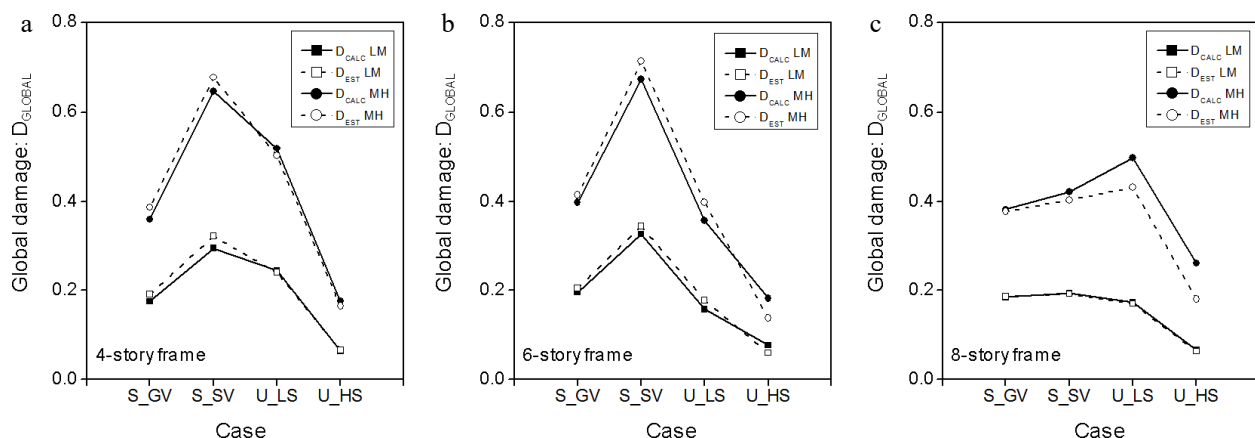 a
Global damage: D_GLOBAL
0.8
0.6
0.4
0.2
0.0
D_CALC LM
D_EST LM
D_CALC MH
D_EST MH
4-story frame
S_GV S_SV U_LS U_HS
Case
b
Global damage: D_GLOBAL
0.8
0.6
0.4
0.2
0.0
D_CALC LM
D_EST LM
D_CALC MH
D_EST MH
6-story frame
S_GV S_SV U_LS U_HS
Case
c
Global damage: D_GLOBAL
0.8
0.6
0.4
0.2
0.0
D_CALC LM
D_EST LM
D_CALC MH
D_EST MH
8-story frame
S_GV S_SV U_LS U_HS
Case